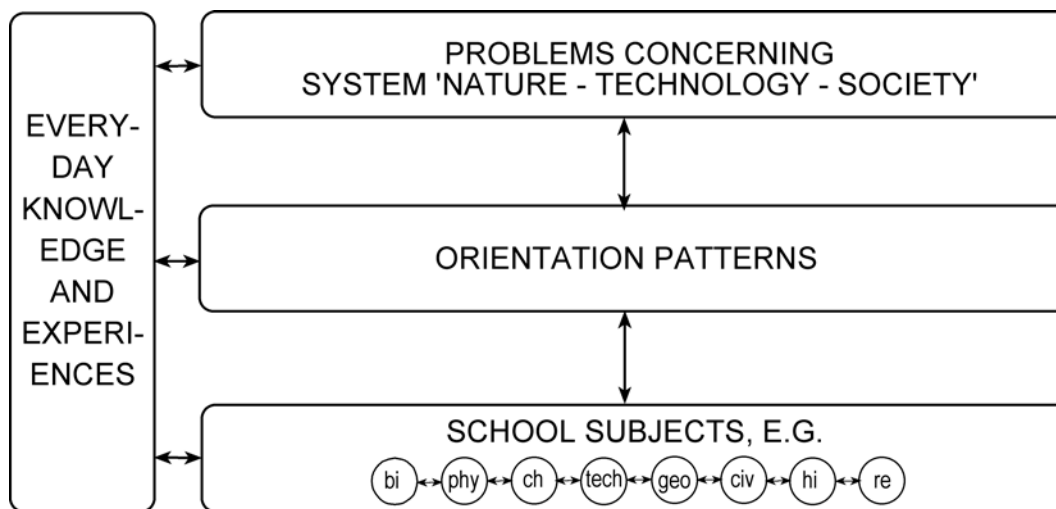 EVERY-
DAY
KNOWL-
EDGE
AND
EXPERI-
ENCES
PROBLEMS CONCERNING
SYSTEM 'NATURE - TECHNOLOGY - SOCIETY'
ORIENTATION PATTERNS
SCHOOL SUBJECTS, E.G.
bi phy ch tech geo civ hi re